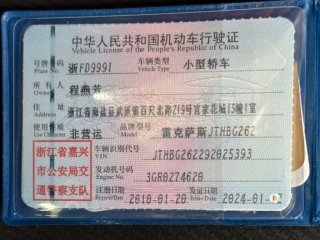 中华人民共和国机动车行驶证
Vehicle License of the People's Republic of China
号牌号码 浙FD9991 车辆类型 小型轿车
Plate No. Vehicle Type
所有人 程燕芳
Owner
住址 浙江省海盐县武原镇百尺北路219号宜家花城15幢1室
Address
使用性质 非营运 品牌型号 雷克萨斯JTHBG262
Use Character Model
浙江省嘉兴
市公安局交
通警察支队
车辆识别代号 JTHBG262292025393
VIN
发动机号码 3GR0274620
Engine No.
注册日期 2010-01-20 发证日期 2024-01-
Register Date Issue Date